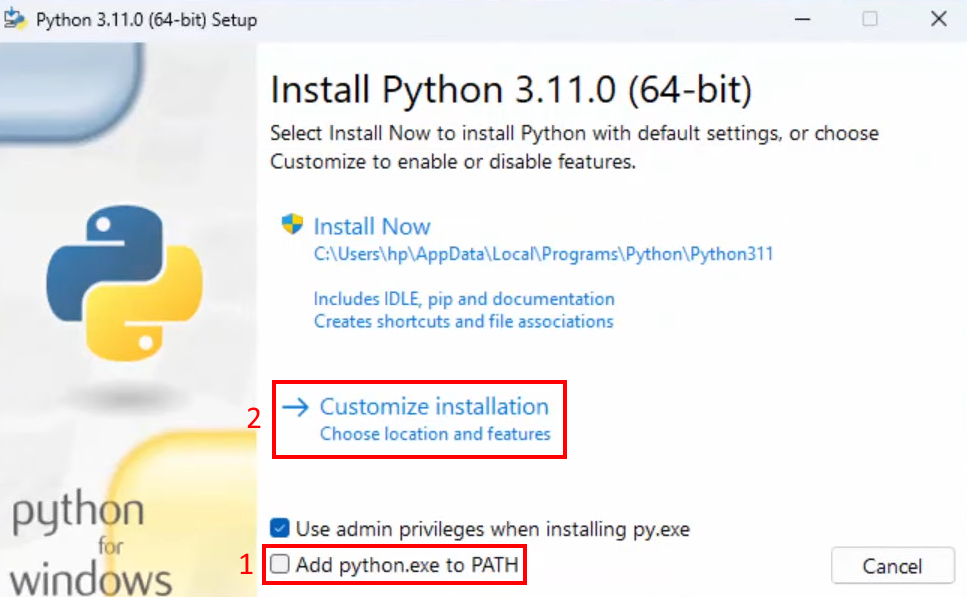 Python 3.11.0 (64-bit) Setup
Install Python 3.11.0 (64-bit)
Select Install Now to install Python with default settings, or choose
Customize to enable or disable features.
Install Now
C:\Users\hp\AppData\Local\Programs\Python\Python311
Includes IDLE, pip and documentation
Creates shortcuts and file associations
2
Customize installation
Choose location and features
python
for
windows
Use admin privileges when installing py.exe
1
Add python.exe to PATH
Cancel